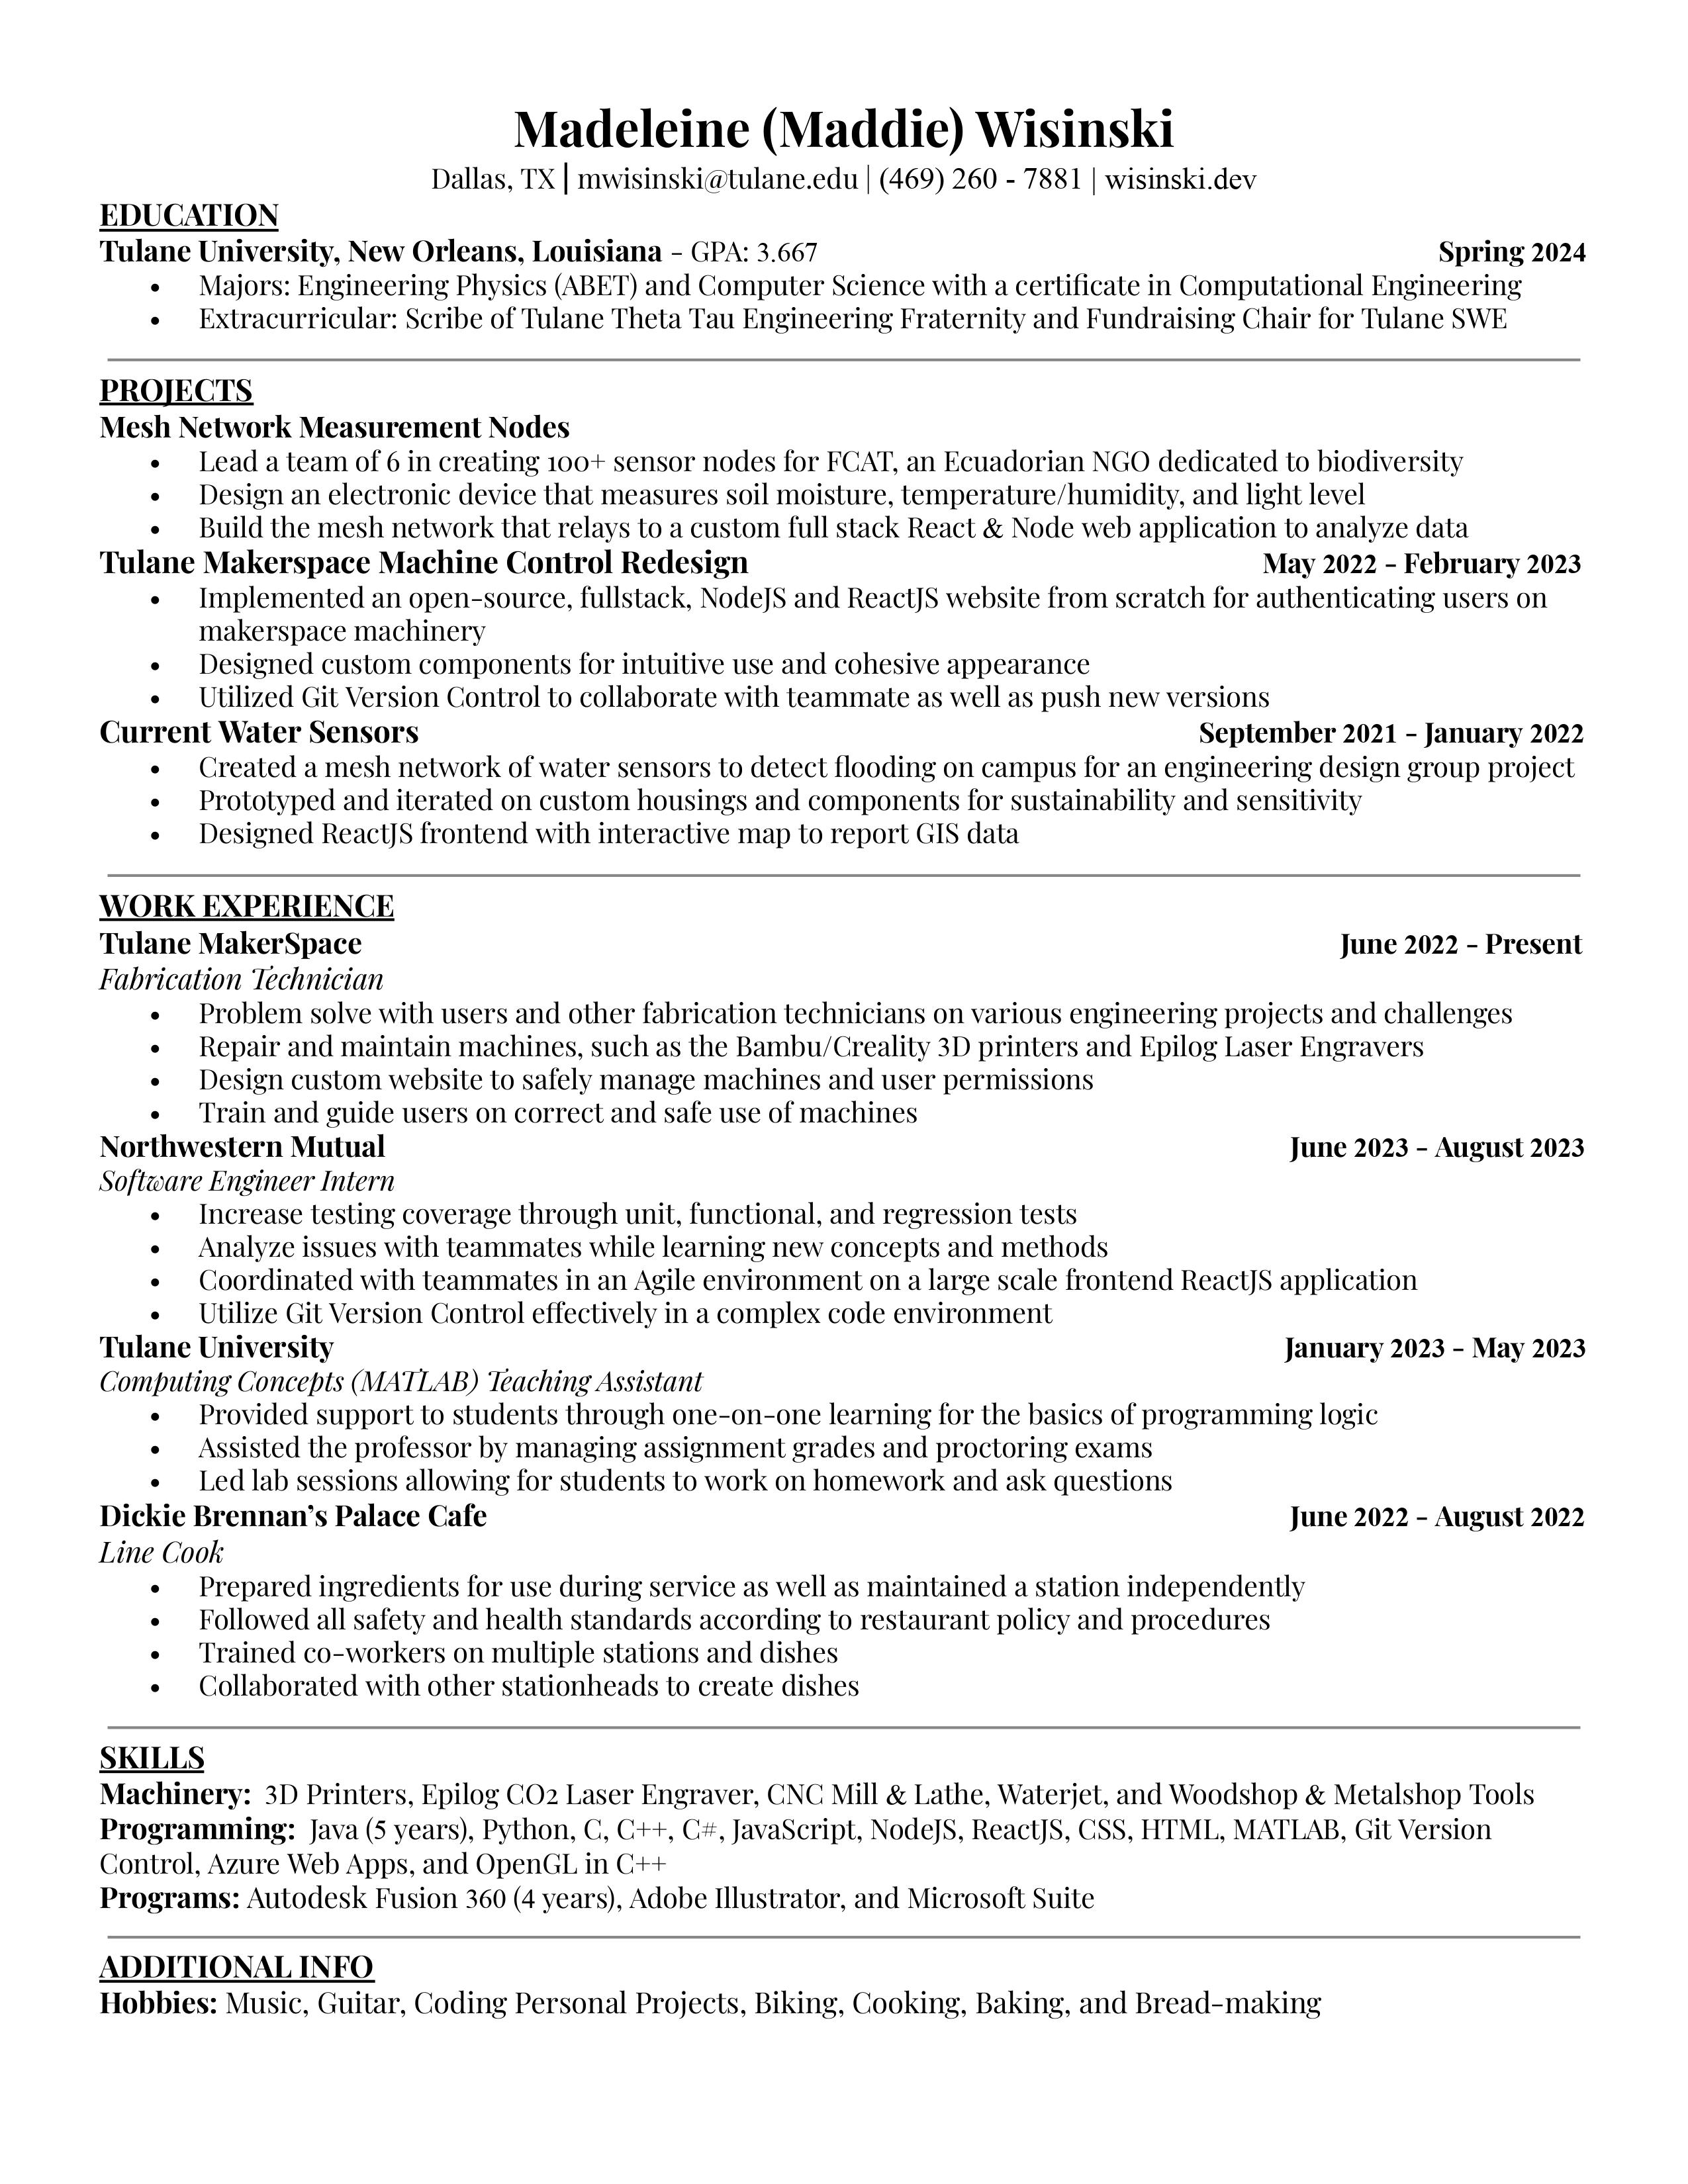 Madeleine (Maddie) Wisinski
Dallas, TX | mwisinski@tulane.edu | (469) 260 - 7881 | wisinski.dev
EDUCATION
Tulane University, New Orleans, Louisiana - GPA: 3.667 Spring 2024
• Majors: Engineering Physics (ABET) and Computer Science with a certificate in Computational Engineering
• Extracurricular: Scribe of Tulane Theta Tau Engineering Fraternity and Fundraising Chair for Tulane SWE
PROJECTS
Mesh Network Measurement Nodes
• Lead a team of 6 in creating 100+ sensor nodes for FCAT, an Ecuadorian NGO dedicated to biodiversity
• Design an electronic device that measures soil moisture, temperature/humidity, and light level
• Build the mesh network that relays to a custom full stack React & Node web application to analyze data
Tulane Makerspace Machine Control Redesign May 2022 - February 2023
• Implemented an open-source, fullstack, NodeJS and ReactJS website from scratch for authenticating users on
makerspace machinery
• Designed custom components for intuitive use and cohesive appearance
• Utilized Git Version Control to collaborate with teammate as well as push new versions
Current Water Sensors September 2021 - January 2022
• Created a mesh network of water sensors to detect flooding on campus for an engineering design group project
• Prototyped and iterated on custom housings and components for sustainability and sensitivity
• Designed ReactJS frontend with interactive map to report GIS data
WORK EXPERIENCE
Tulane MakerSpace June 2022 - Present
Fabrication Technician
• Problem solve with users and other fabrication technicians on various engineering projects and challenges
• Repair and maintain machines, such as the Bambu/Creality 3D printers and Epilog Laser Engravers
• Design custom website to safely manage machines and user permissions
• Train and guide users on correct and safe use of machines
Northwestern Mutual June 2023 - August 2023
Software Engineer Intern
• Increase testing coverage through unit, functional, and regression tests
• Analyze issues with teammates while learning new concepts and methods
• Coordinated with teammates in an Agile environment on a large scale frontend ReactJS application
• Utilize Git Version Control effectively in a complex code environment
Tulane University January 2023 - May 2023
Computing Concepts (MATLAB) Teaching Assistant
• Provided support to students through one-on-one learning for the basics of programming logic
• Assisted the professor by managing assignment grades and proctoring exams
• Led lab sessions allowing for students to work on homework and ask questions
Dickie Brennan’s Palace Cafe June 2022 - August 2022
Line Cook
• Prepared ingredients for use during service as well as maintained a station independently
• Followed all safety and health standards according to restaurant policy and procedures
• Trained co-workers on multiple stations and dishes
• Collaborated with other stationheads to create dishes
SKILLS
Machinery: 3D Printers, Epilog CO2 Laser Engraver, CNC Mill & Lathe, Waterjet, and Woodshop & Metalshop Tools
Programming: Java (5 years), Python, C, C++, C#, JavaScript, NodeJS, ReactJS, CSS, HTML, MATLAB, Git Version
Control, Azure Web Apps, and OpenGL in C++
Programs: Autodesk Fusion 360 (4 years), Adobe Illustrator, and Microsoft Suite
ADDITIONAL INFO
Hobbies: Music, Guitar, Coding Personal Projects, Biking, Cooking, Baking, and Bread-making